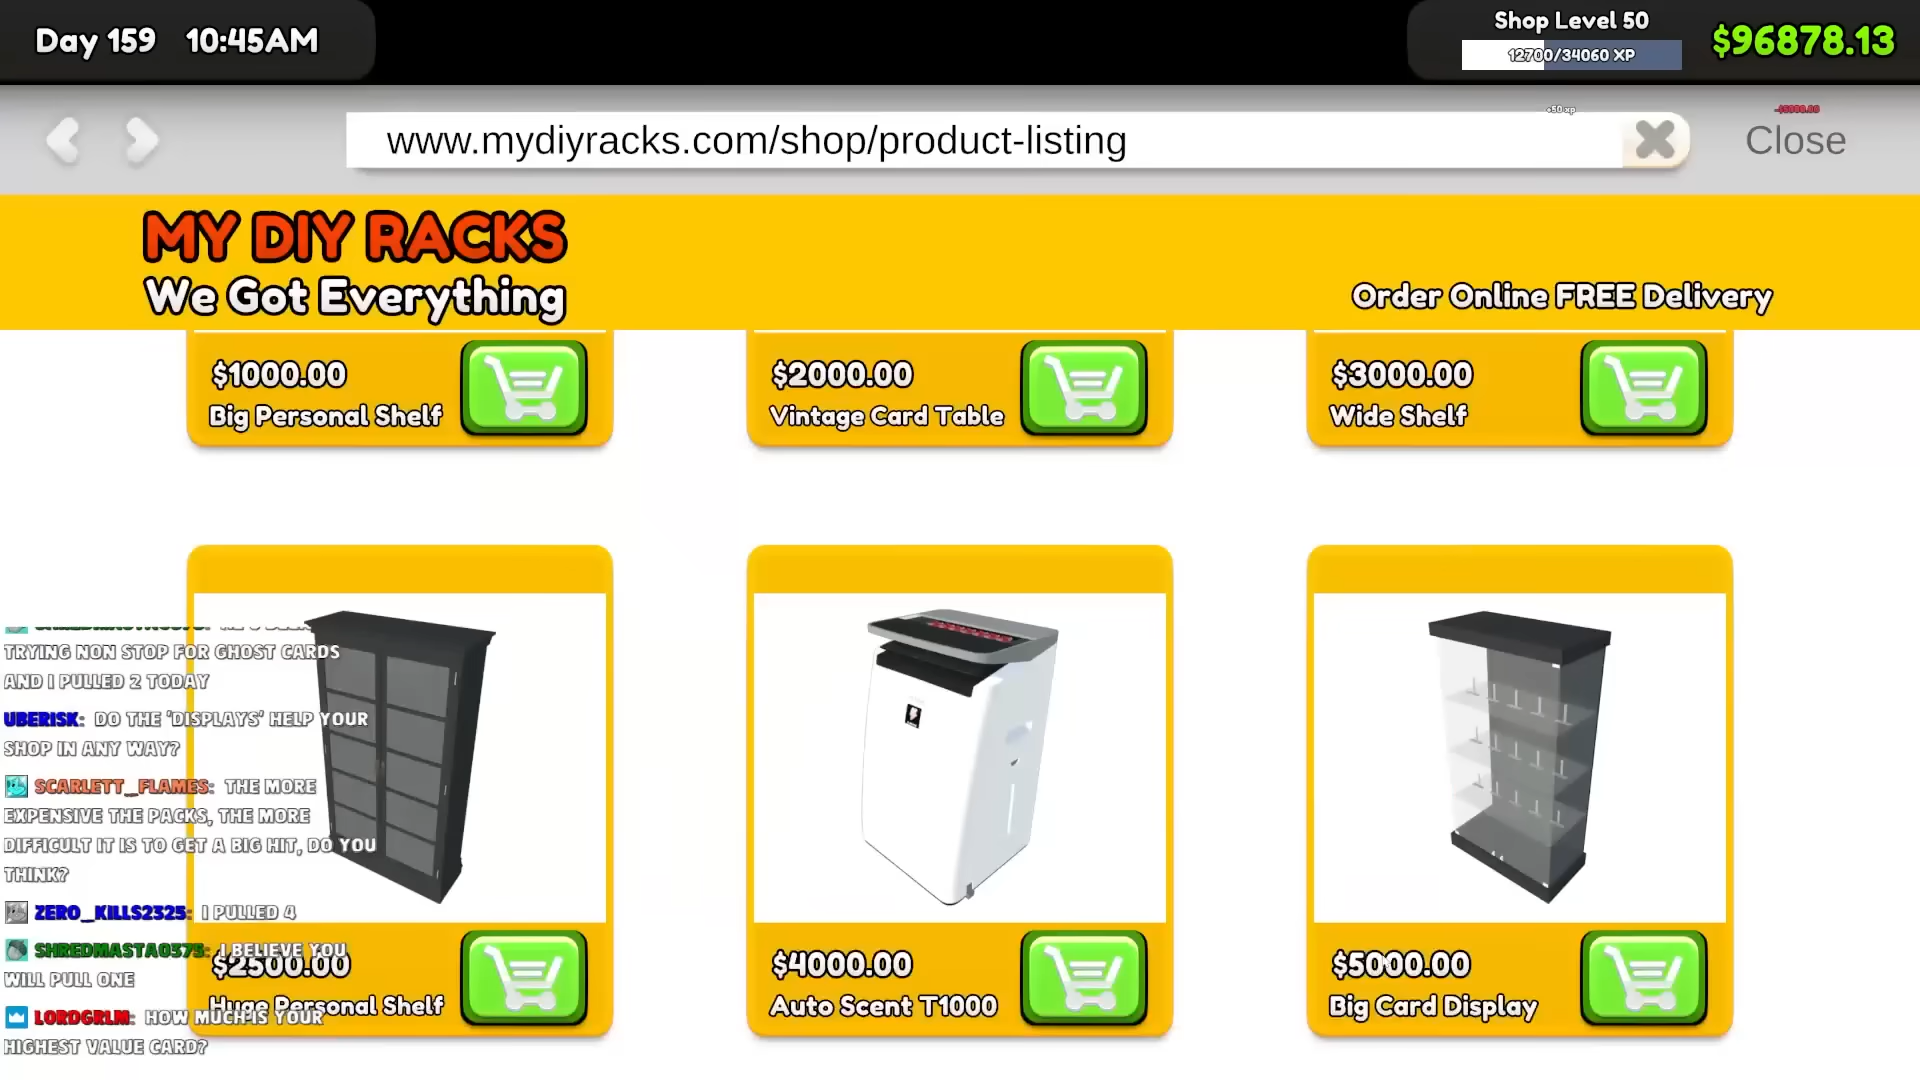 Day 159 10:45AM
Shop Level 50
12700/34060 XP
$96878.13
+50 xp
-$5000.00
www.mydiyracks.com/shop/product-listing
Close
MY DIY RACKS
We Got Everything
Order Online FREE Delivery
$1000.00
Big Personal Shelf
$2000.00
Vintage Card Table
$3000.00
Wide Shelf
TRYING NON STOP FOR GHOST CARDS
AND I PULLED 2 TODAY
UBERISK: DO THE 'DISPLAYS' HELP YOUR
SHOP IN ANY WAY?
SCARLETT_FLAMES: THE MORE
EXPENSIVE THE PACKS, THE MORE
DIFFICULT IT IS TO GET A BIG HIT, DO YOU
THINK?
ZERO_KILLS2325: I PULLED 4
SHREDMASTA0375: I BELIEVE YOU
WILL PULL ONE
LORDGRLM: HOW MUCH IS YOUR
HIGHEST VALUE CARD?
$2500.00
Huge Personal Shelf
$4000.00
Auto Scent T1000
$5000.00
Big Card Display